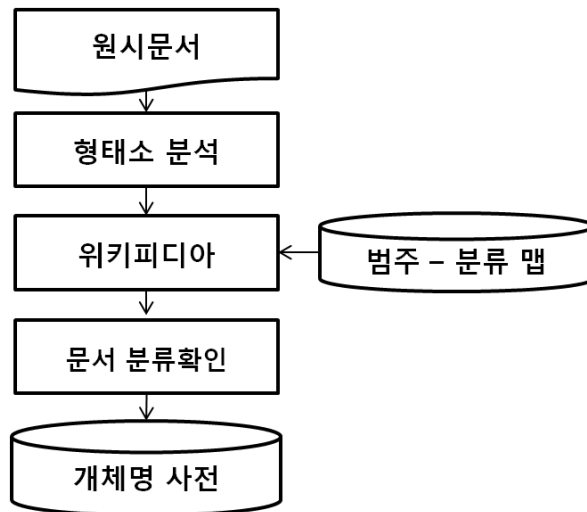 원시문서
형태소 분석
위키피디아
범주 – 분류 맵
문서 분류확인
개체명 사전